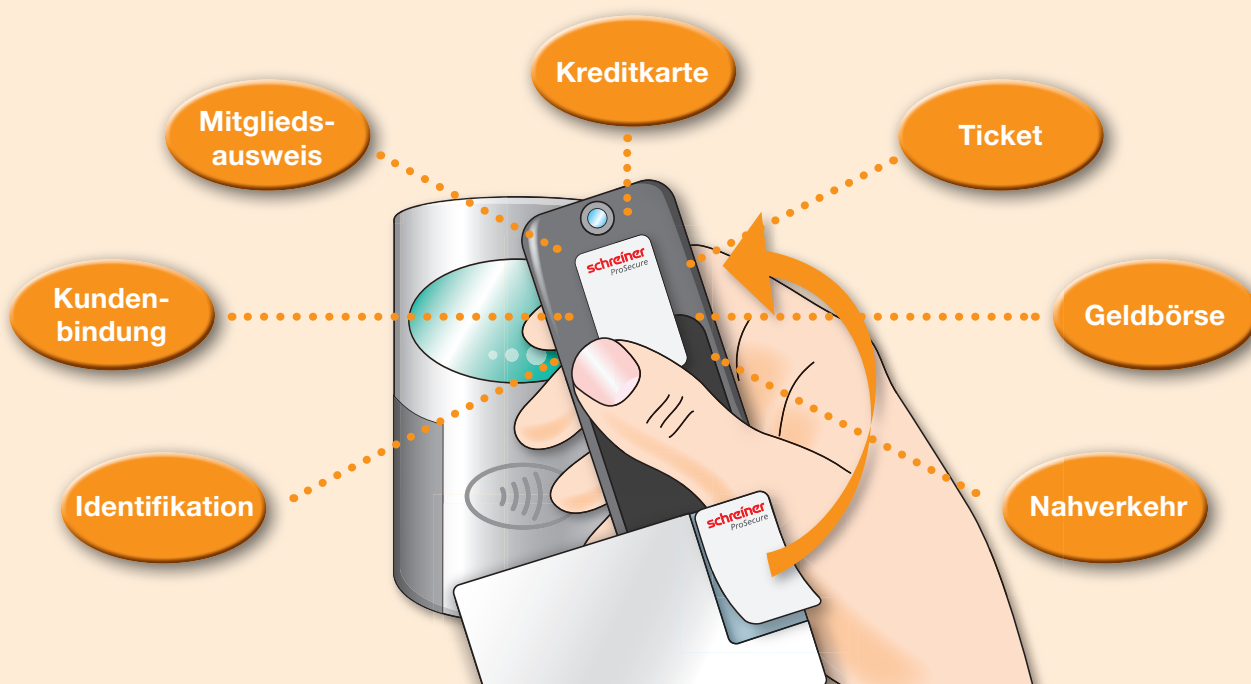 Kreditkarte
Mitglieds-
ausweis
Ticket
Kunden-
bindung
Geldbörse
Identifikation
Nahverkehr
schreiner
ProSecure
schreiner
ProSecure